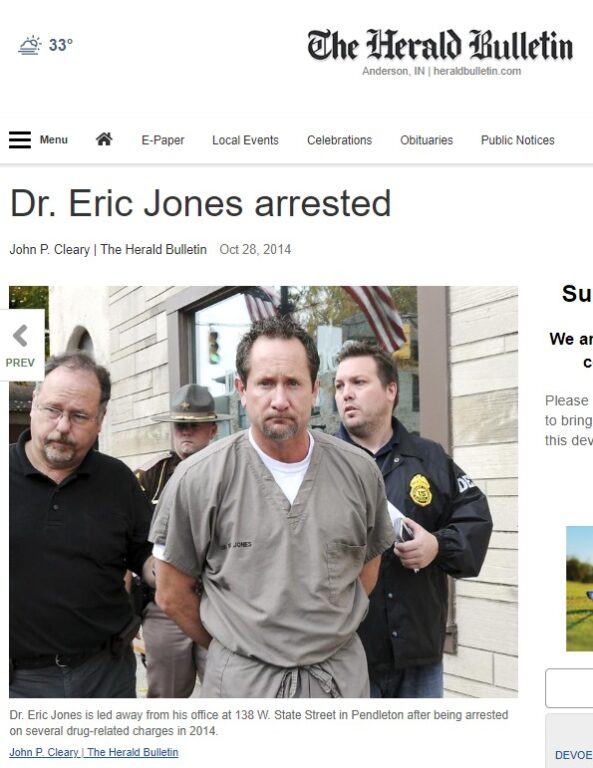 33°
The Herald Bulletin
Anderson, IN | heraldbulletin.com
Menu E-Paper Local Events Celebrations Obituaries Public Notices
Dr. Eric Jones arrested
John P. Cleary | The Herald Bulletin Oct 28, 2014
Su
We ar
c
PREV
Please
to bring
this dev
JONES
Dr. Eric Jones is led away from his office at 138 W. State Street in Pendleton after being arrested
on several drug-related charges in 2014.
John P. Cleary | The Herald Bulletin
DEVOE